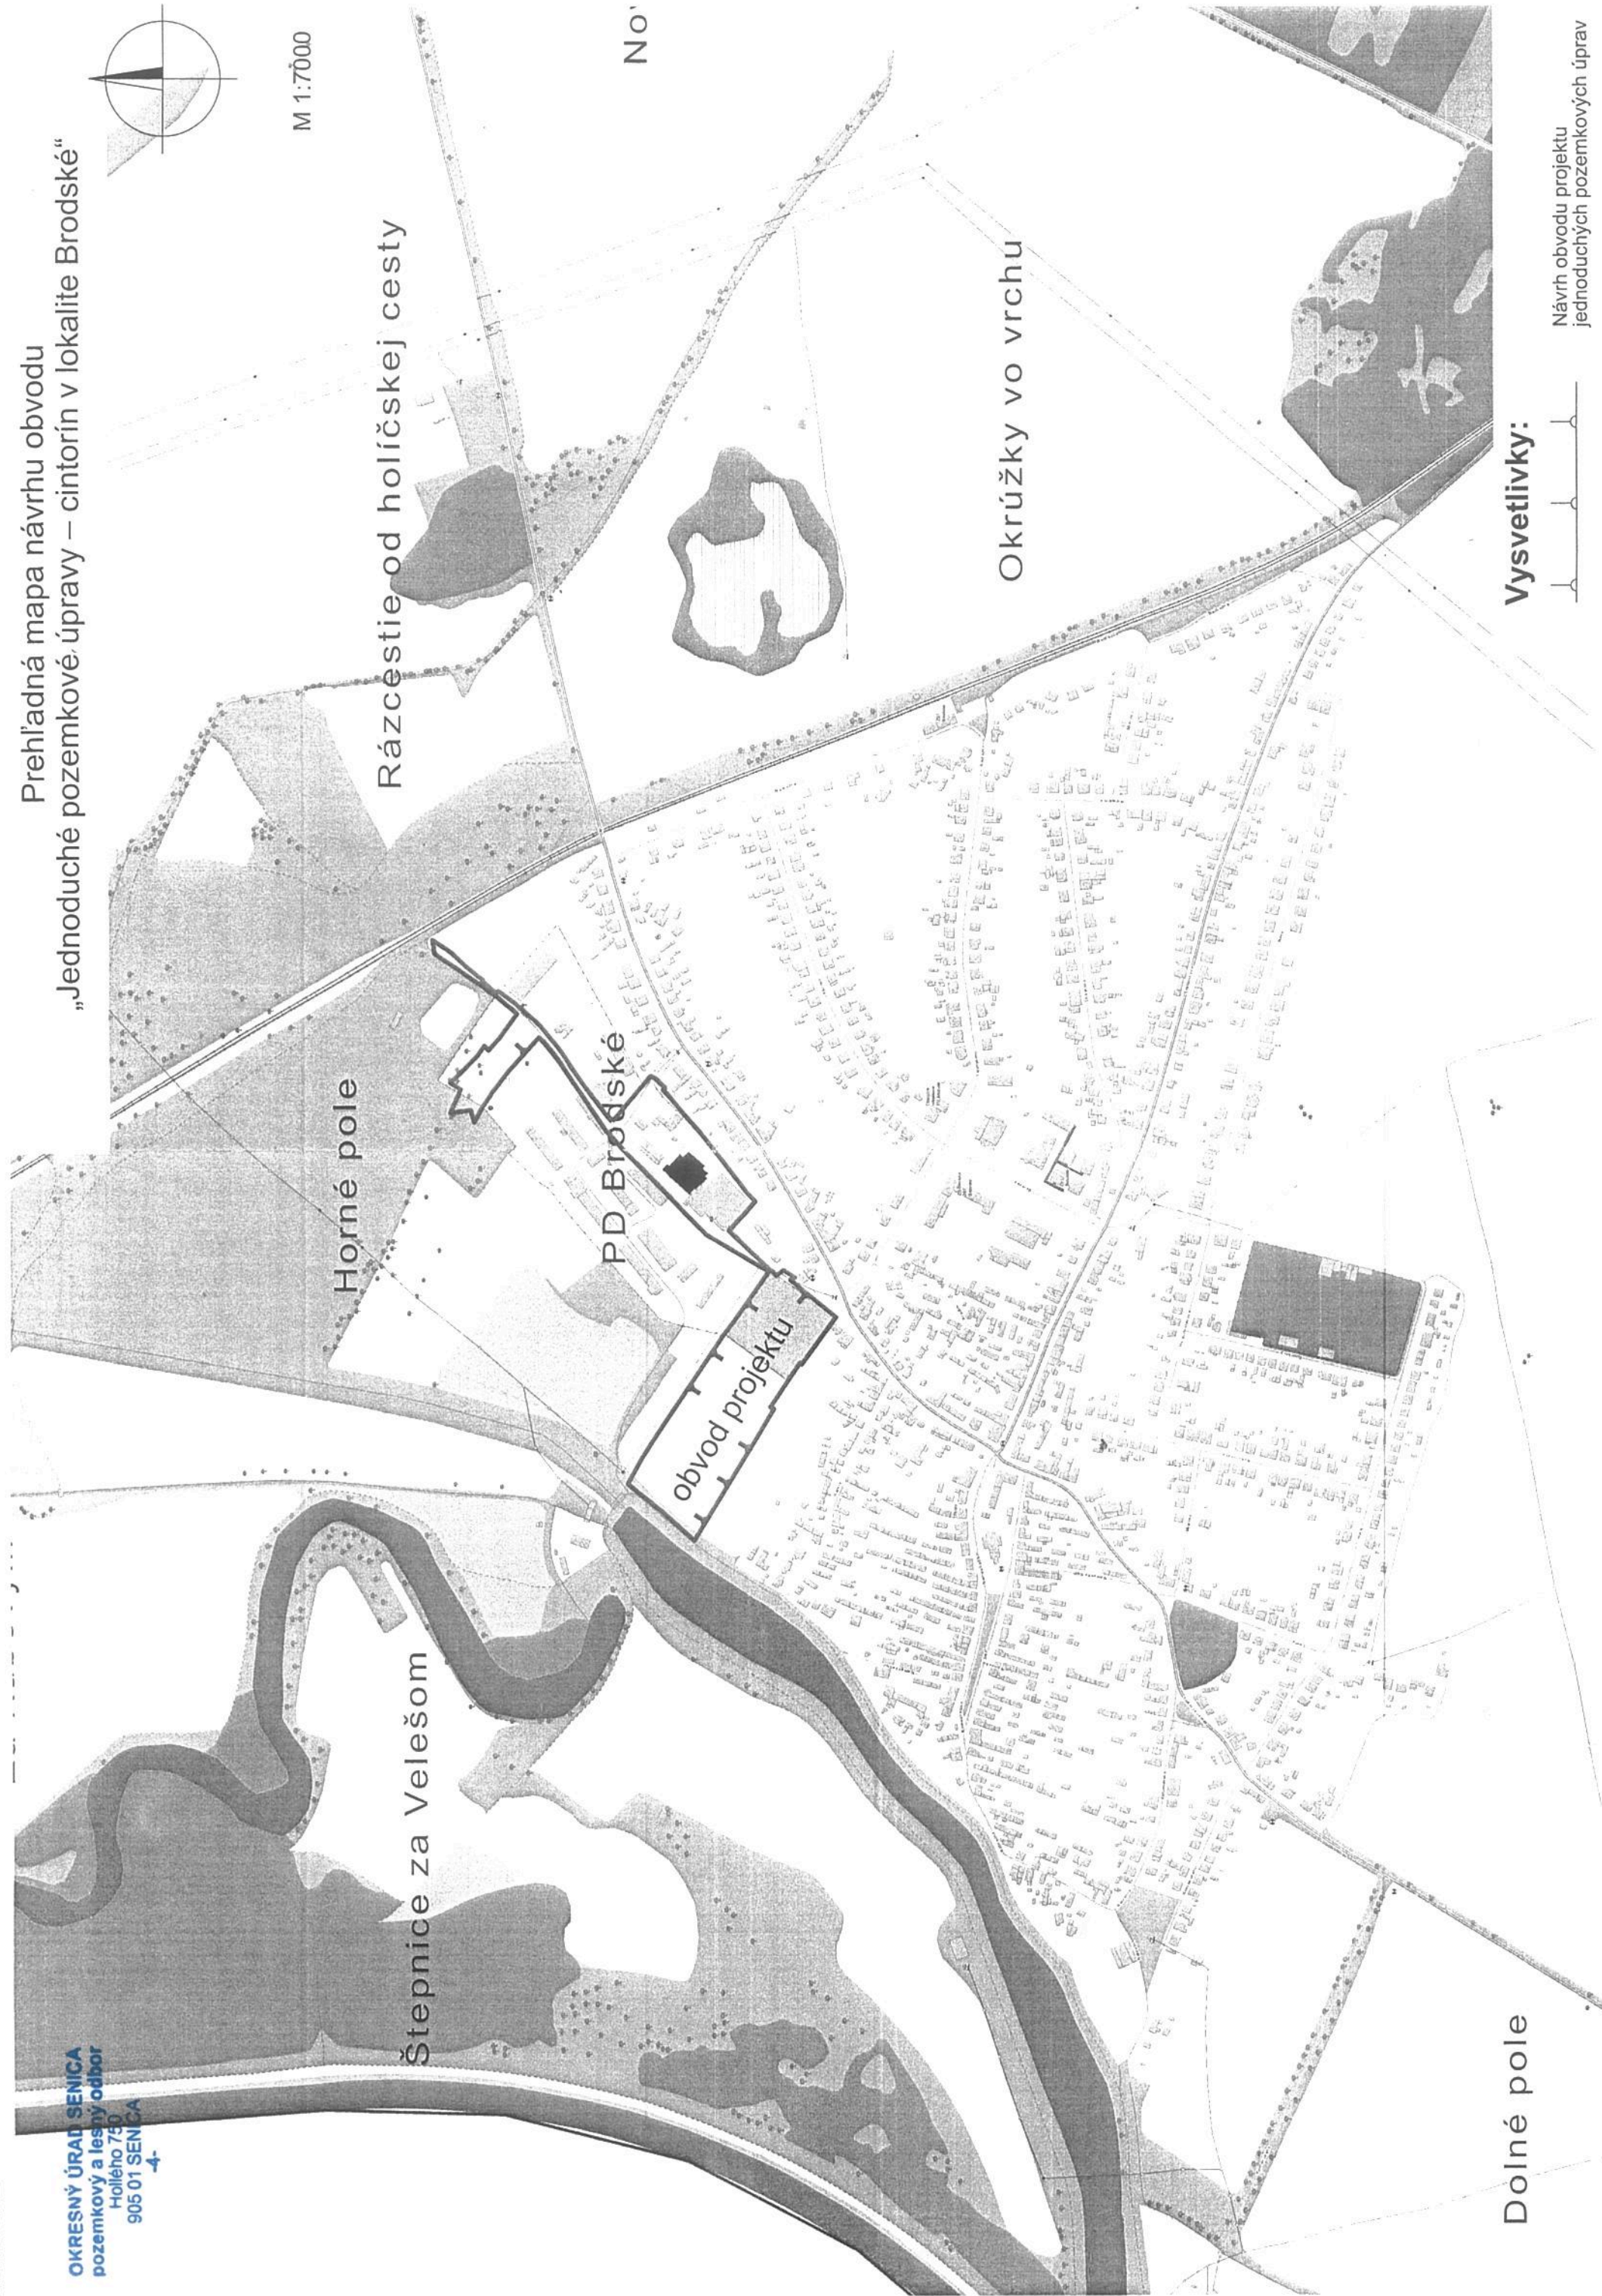 Prehľadná mapa návrhu obvodu
„Jednoduché pozemkové úpravy – cintorín v lokalite Brodské“
M 1:7000
OKRESNÝ ÚRAD SENICA
pozemkový a lesný odbor
Hollého 750
905 01 SENICA
-4-
Horné pole
Rázcestie od holíčskej cesty
Štepnice za Velešom
PD Brodské
obvod projektu
Okrúžky vo vrchu
Dolné pole
Vysvetlivky:
Návrh obvodu projektu
jednoduchých pozemkových úprav